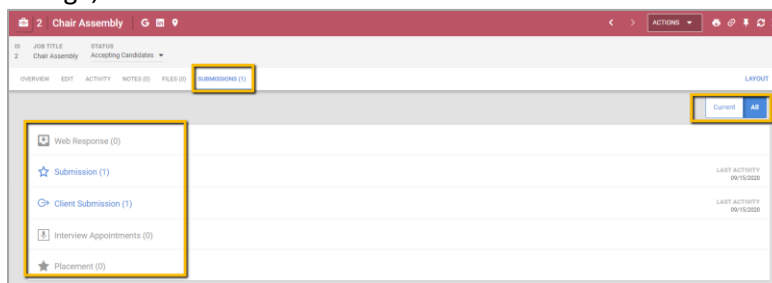 2 Chair Assembly G in ACTIONS
ID JOB TITLE STATUS
2 Chair Assembly Accepting Candidates
OVERVIEW EDIT ACTIVITY NOTES (0) FILES (0) SUBMISSIONS (1) LAYOUT
Current All
Web Response (0)
Submission (1) LAST ACTIVITY
09/15/2020
Client Submission (1) LAST ACTIVITY
09/15/2020
Interview Appointments (0)
Placement (0)